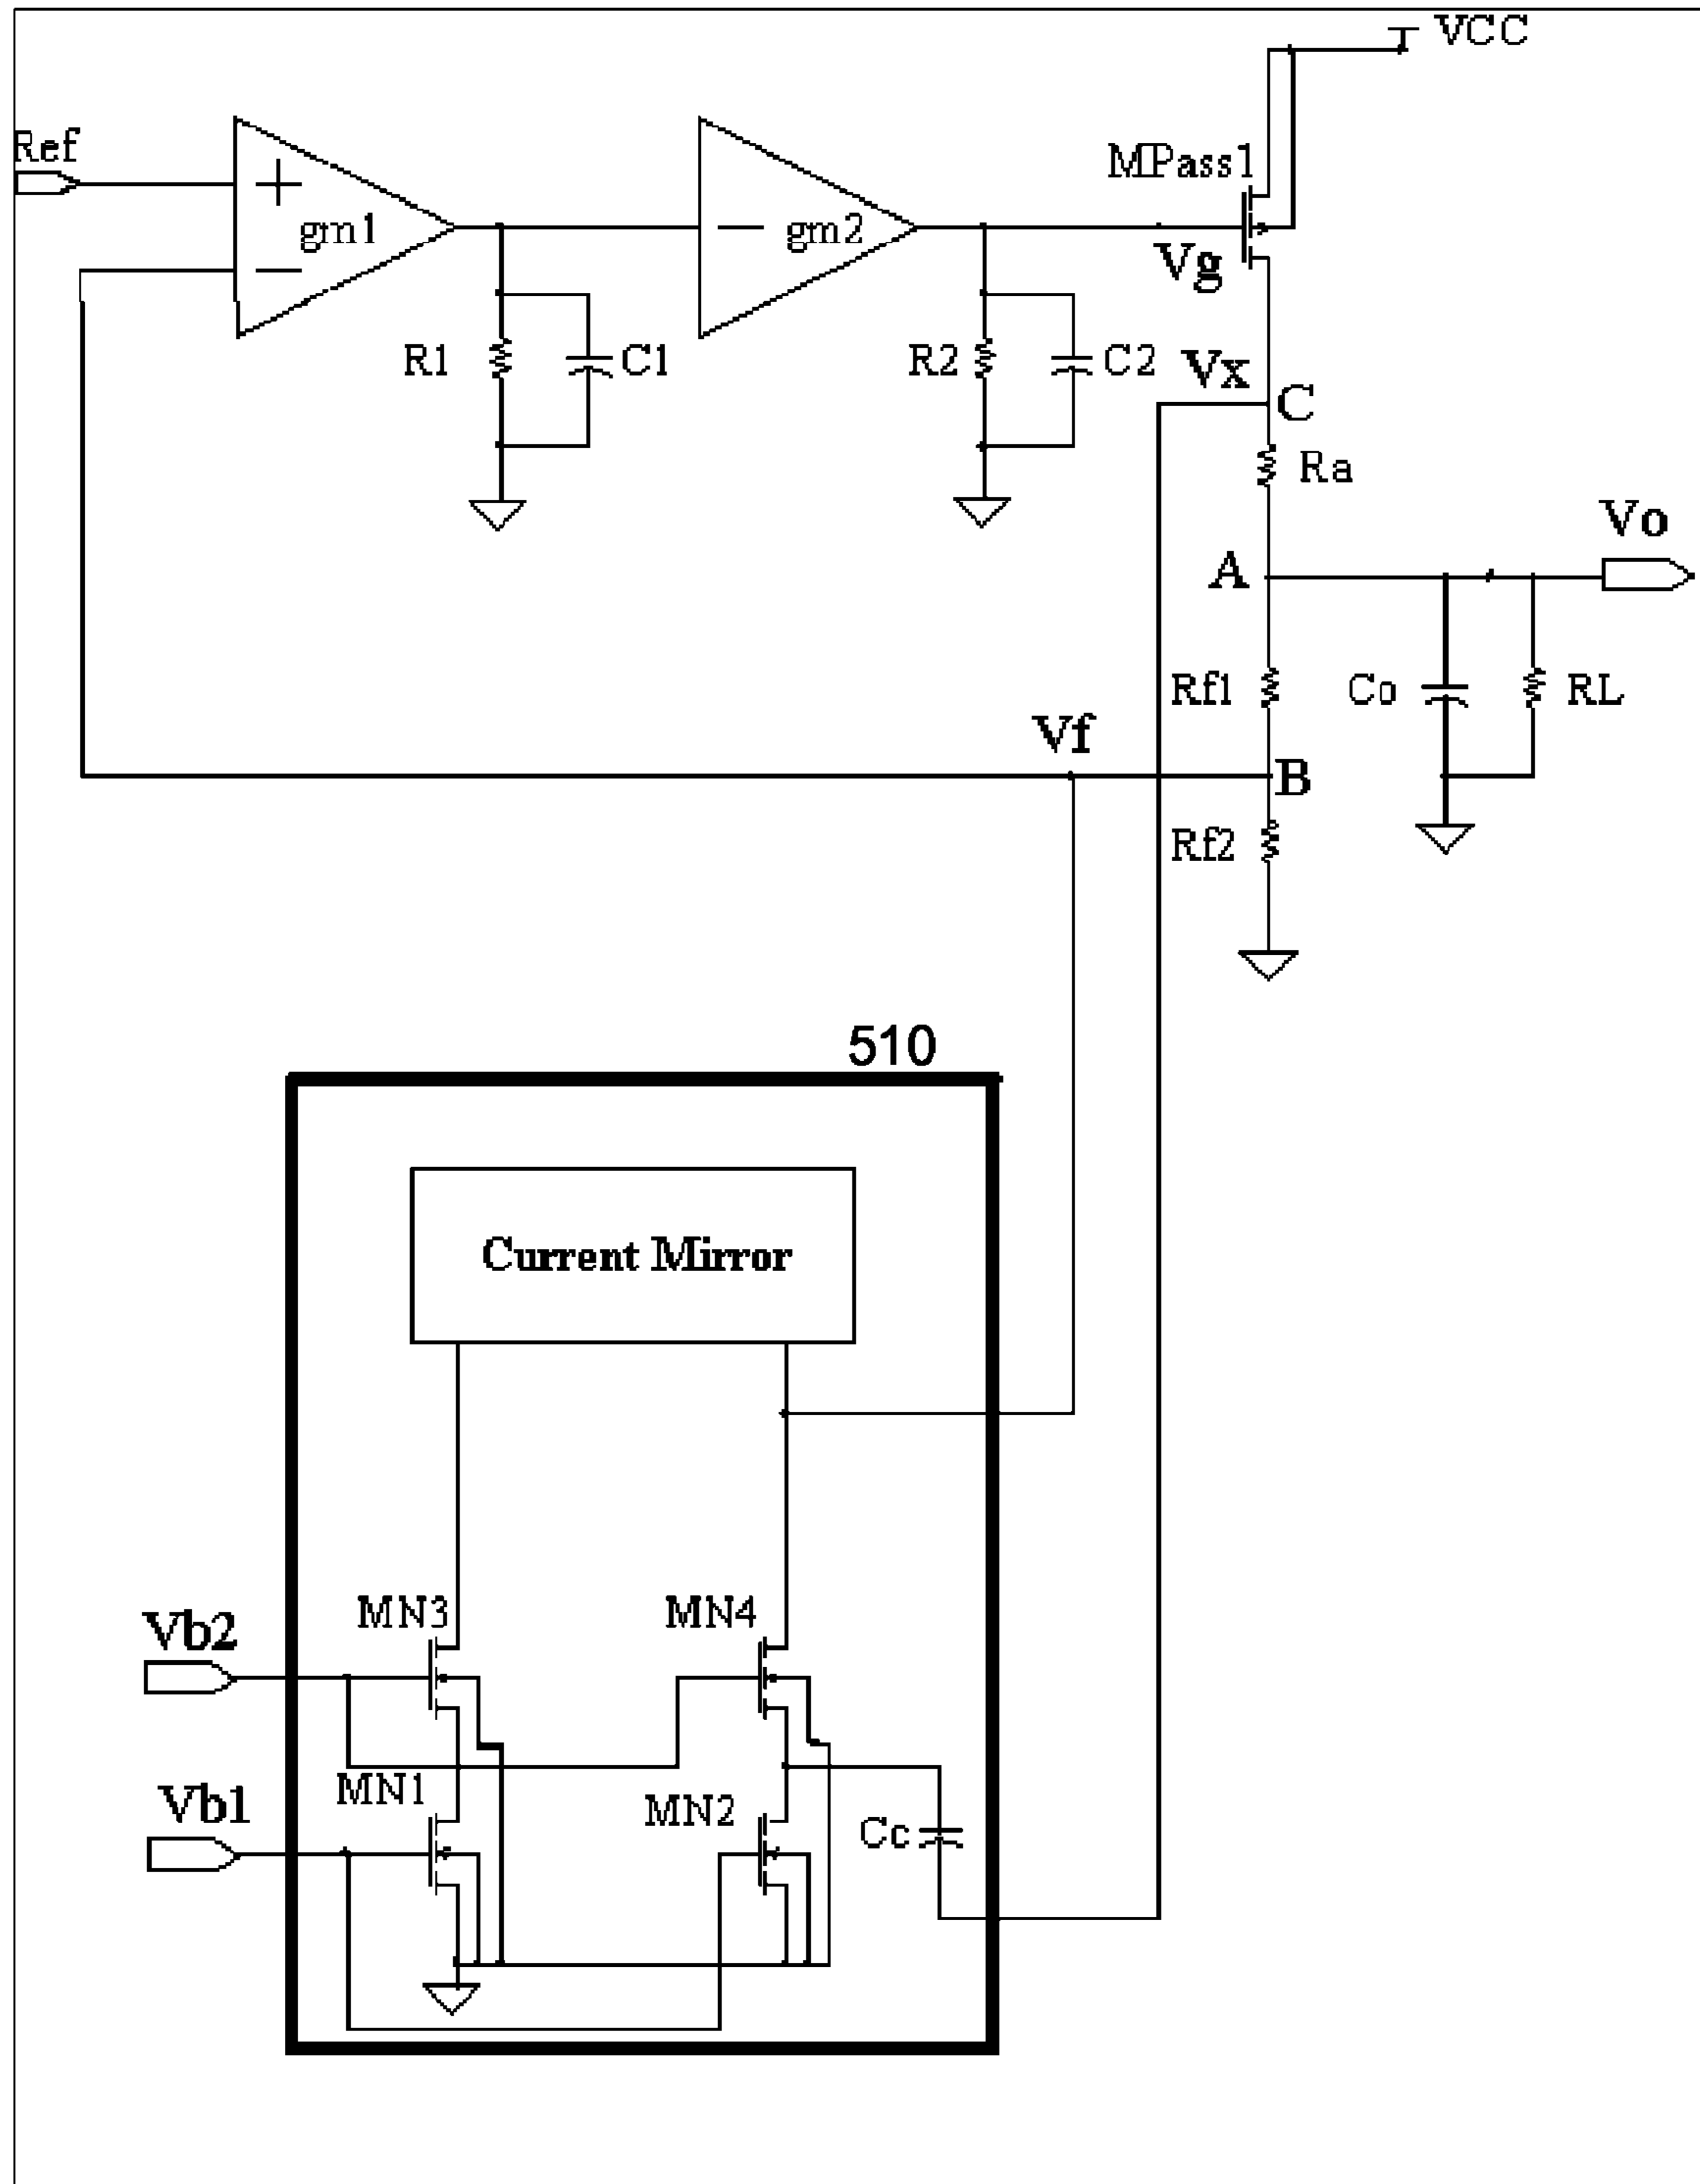 VCC
Ref
MPass1
+
gm1
−
− gm2
Vg
R1
C1
R2
C2
Vx
C
Ra
Vo
A
Rf1
Co
RL
Vf
B
Rf2
510
Current Mirror
MN3
MN4
Vb2
MN1
MN2
Vb1
Cc